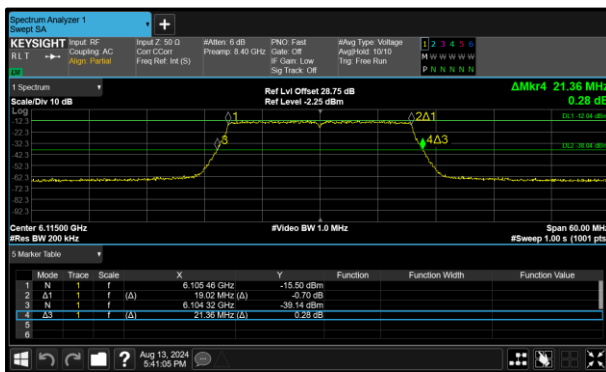 Spectrum Analyzer 1
Swept SA
+
KEYSIGHT Input: RF Input Z: 50 Ω #Atten: 6 dB PNO: Fast #Avg Type: Voltage 1 2 3 4 5 6
RLT Coupling: AC Corr CCorr Preamp: 8.40 GHz Gate: Off Avg|Hold: 10/10 M W W W W W
Align: Partial Freq Ref: Int (S) IF Gain: Low Trig: Free Run
Sig Track: Off P N N N N N
1 Spectrum Ref Lvl Offset 28.75 dB ΔMkr4 21.36 MHz
Scale/Div 10 dB Ref Level -2.25 dBm 0.28 dB
Log
-12.3 1 2Δ1 DL1 -12.04 dBm
-22.3
-32.3 3 4Δ3 DL2 -38.04 dBm
-42.3
-52.3
-62.3
-72.3
-82.3
-92.3
Center 6.11500 GHz #Video BW 1.0 MHz Span 60.00 MHz
#Res BW 200 kHz #Sweep 1.00 s (1001 pts)
5 Marker Table
Mode Trace Scale X Y Function Function Width Function Value
1 N 1 f 6.105 46 GHz -15.50 dBm
2 Δ1 1 f (Δ) 19.02 MHz (Δ) -0.70 dB
3 N 1 f 6.104 32 GHz -39.14 dBm
4 Δ3 1 f (Δ) 21.36 MHz (Δ) 0.28 dB
5
6
? Aug 13, 2024
5:41:05 PM